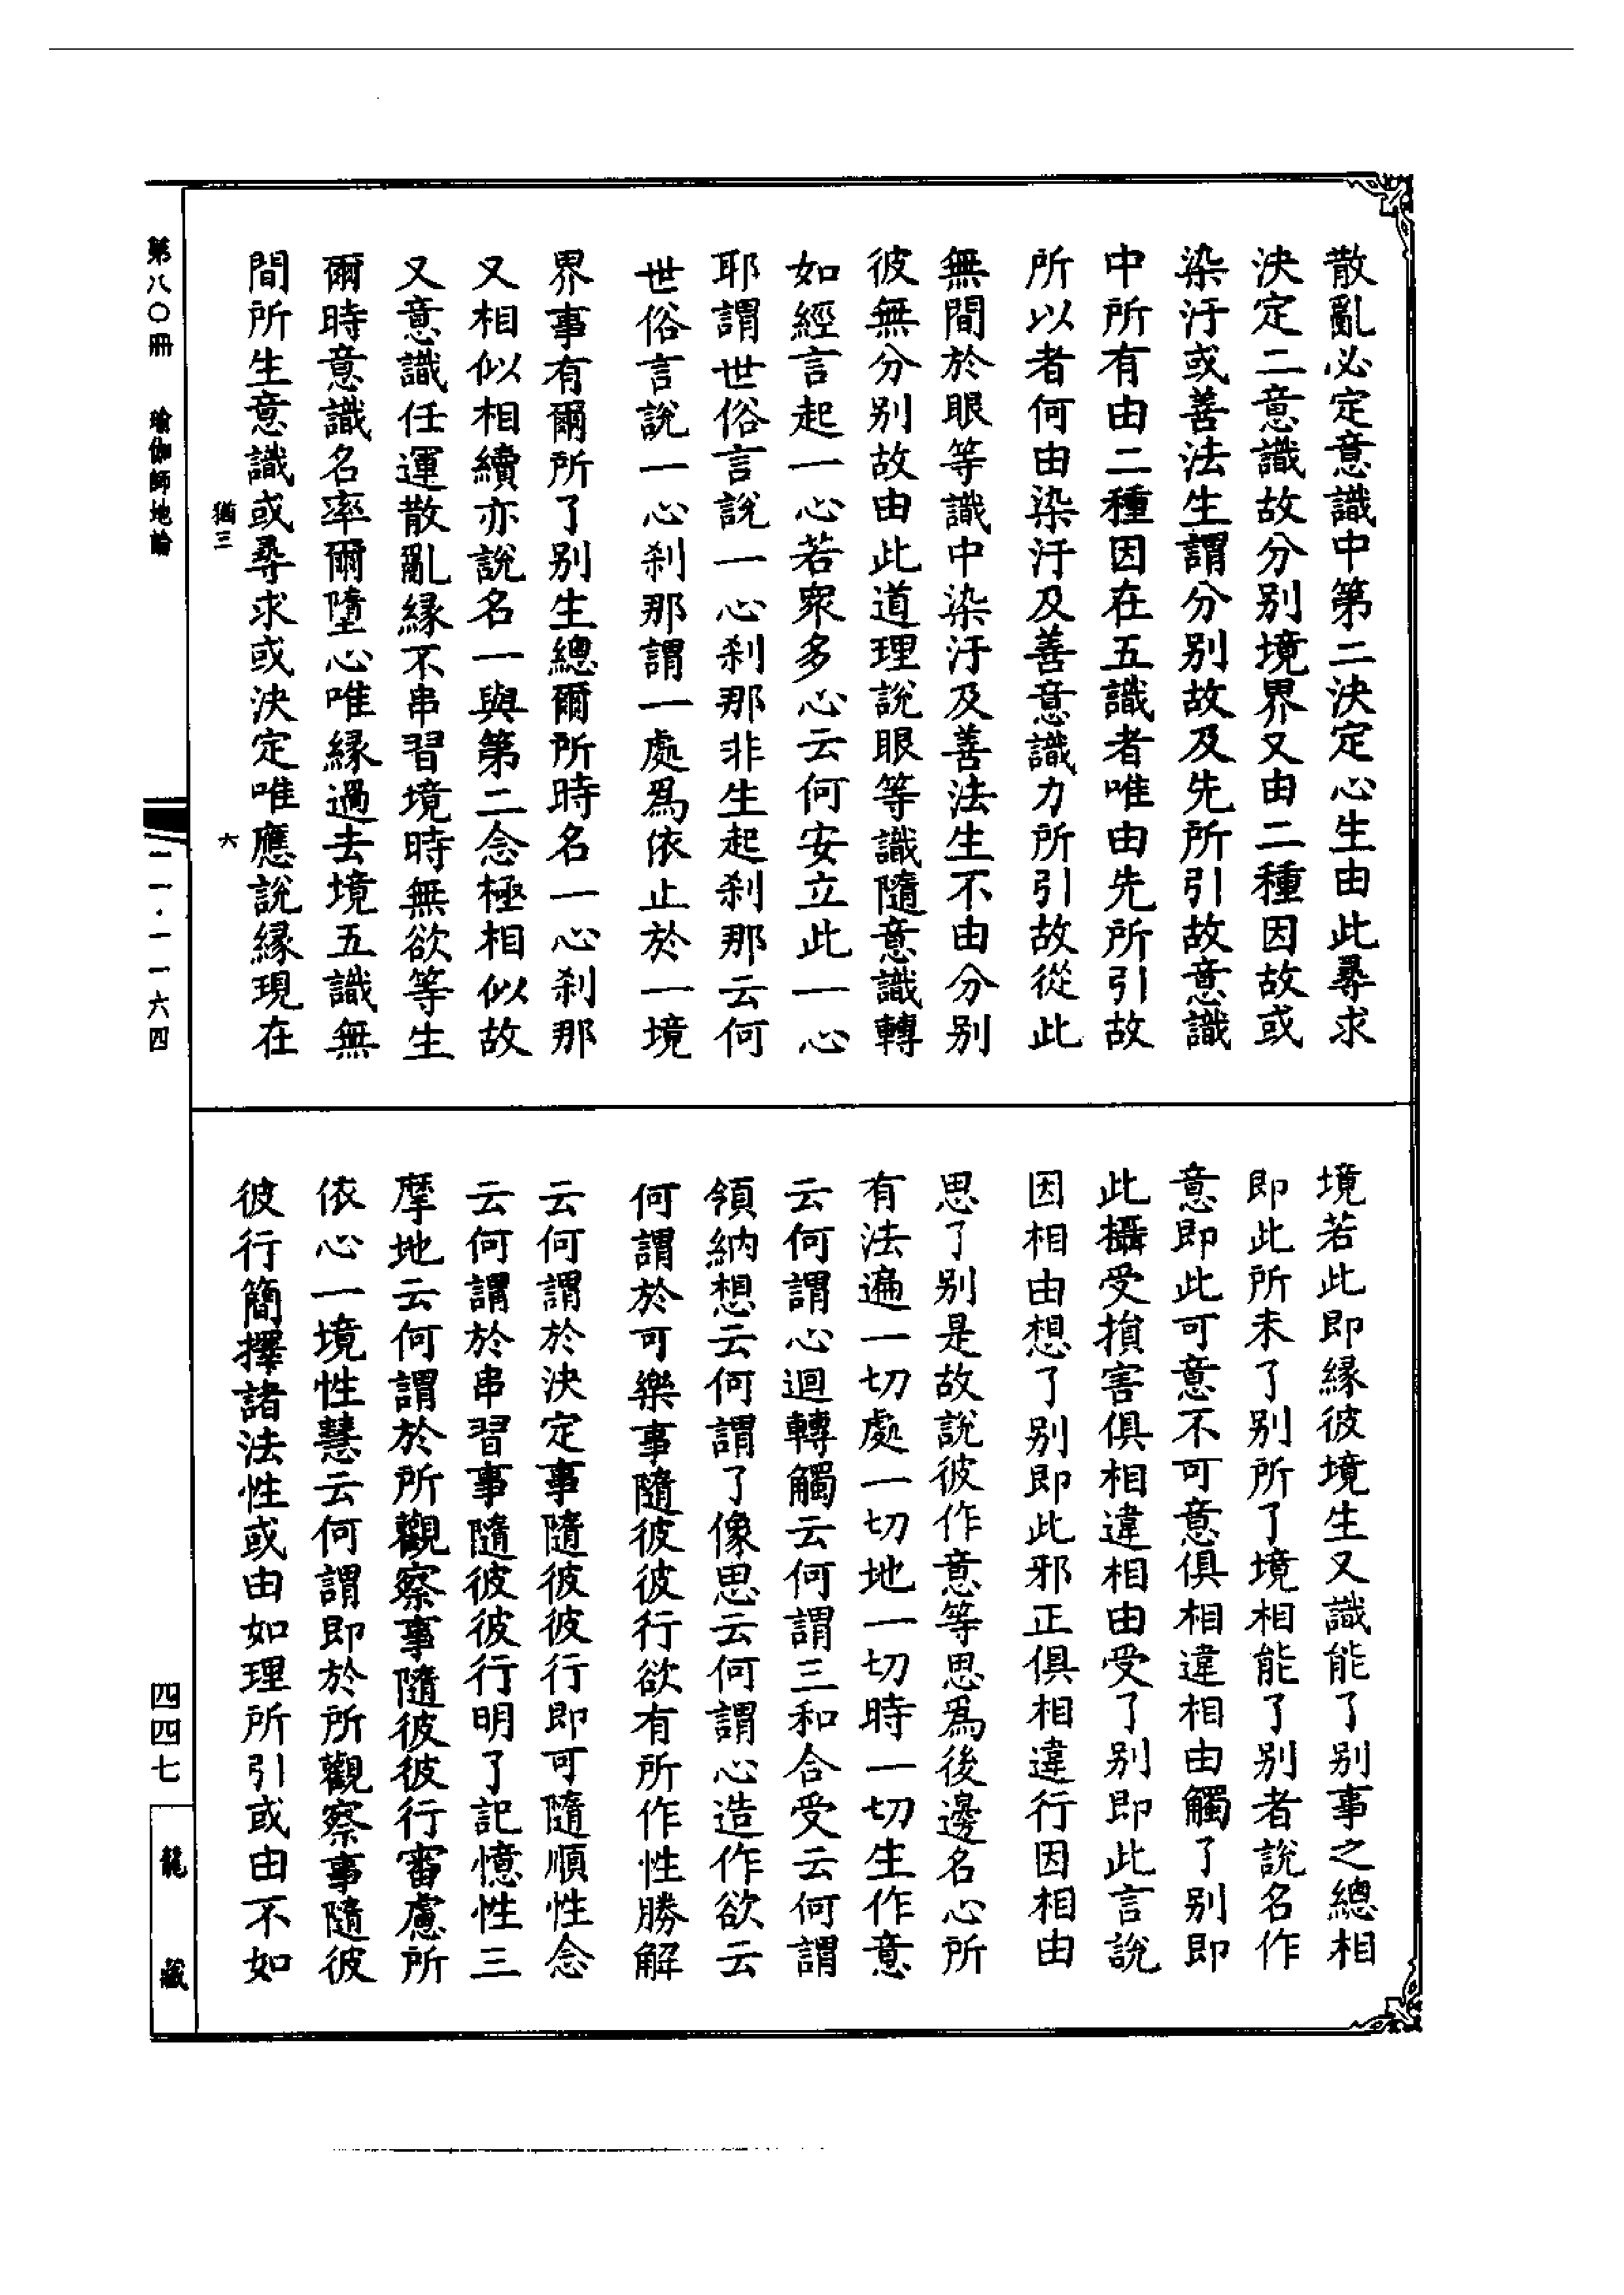 散亂必定意識中第二決定心生由此尋求
決定二意識故分別境界又由二種因故或
染汙或善法生謂分別故及先所引故意識
中所有由二種因在五識者唯由先所引故
所以者何由染汙及善意識力所引故從此
無間於眼等識中染汙及善法生不由分別
彼無分別故由此道理說眼等識隨意識轉
如經言起一心若眾多心云何安立此一心
耶謂世俗言說一心刹那非生起刹那云何
世俗言說一心刹那謂一處為依止於一境
界事有爾所了別生總爾所時名一心刹那
又相似相續亦說名一與第二念極相似故
又意識任運散亂緣不串習境時無欲等生
爾時意識名率爾墮心唯緣過去境五識無
間所生意識或尋求或決定唯應說緣現在
猶三 六
境若此即緣彼境生又識能了別事之總相
即此所未了別所了境相能了別者說名作
意即此可意不可意俱相違相由觸了別即
此攝受損害俱相違相由受了別即此言說
因相由想了別即此邪正俱相違行因相由
思了別是故說彼作意等思為後邊名心所
有法遍一切處一切地一切時一切生作意
云何謂心迴轉觸云何謂三和合受云何謂
領納想云何謂了像思云何謂心造作欲云
何謂於可樂事隨彼彼行欲有所作性勝解
云何謂於決定事隨彼彼行即可隨順性念
云何謂於串習事隨彼彼行明了記憶性三
摩地云何謂於所觀察事隨彼彼行審慮所
依心一境性慧云何謂即於所觀察事隨彼
彼行簡擇諸法性或由如理所引或由不如
第八〇冊 瑜伽師地論
一一·一一六四
四四七
龍藏